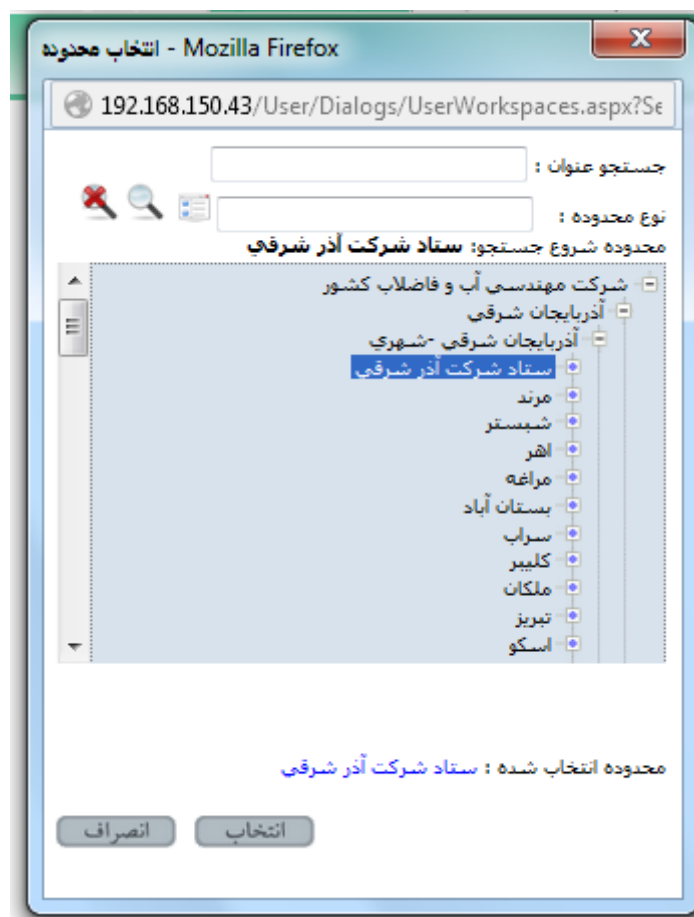 انتخاب محدوده - Mozilla Firefox
192.168.150.43/User/Dialogs/UserWorkspaces.aspx?Se
جستجو عنوان :
نوع محدوده :
محدوده شروع جستجو: ستاد شرکت آذر شرقي
شرکت مهندسی آب و فاضلاب کشور
آذربایجان شرقی
آذربایجان شرقی -شهري
ستاد شرکت آذر شرقي
مرند
شبستر
اهر
مراغه
بستان آباد
سراب
کلیبر
ملکان
تبریز
اسکو
محدوده انتخاب شده : ستاد شرکت آذر شرقي
انتخاب
انصراف